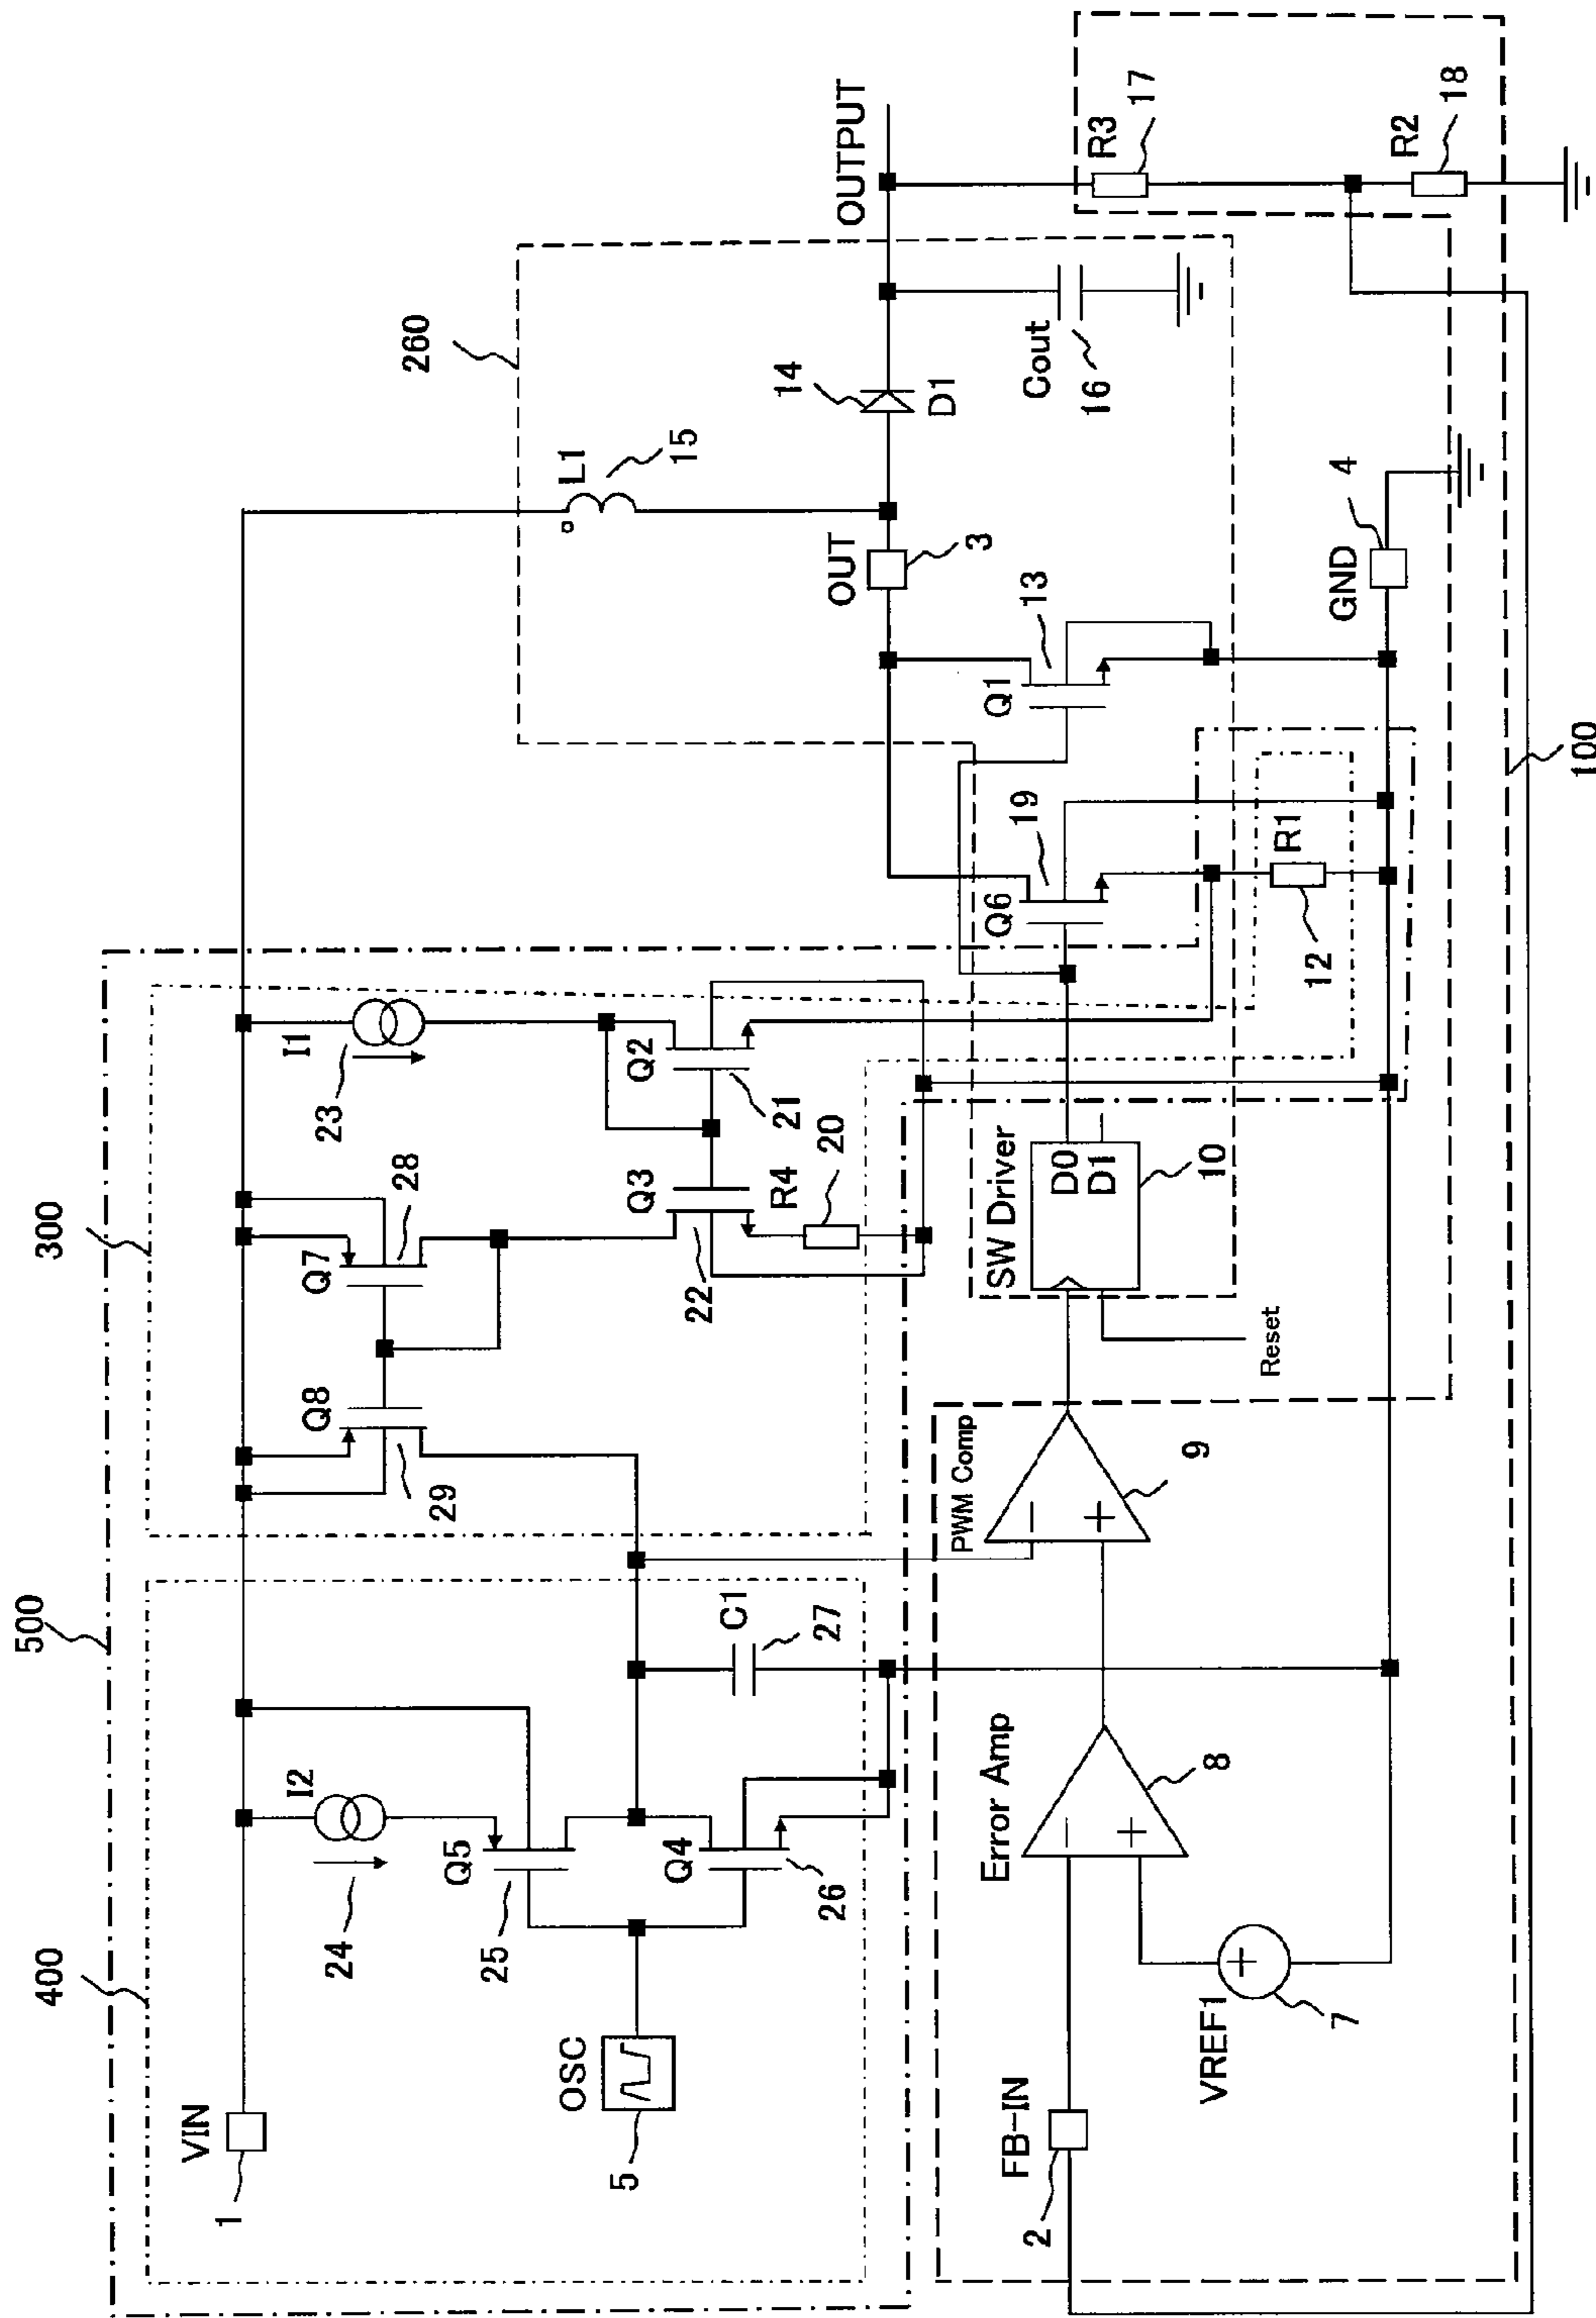 500
400
300
260
100
VIN
1
I2
24
Q5
25
Q4
26
OSC
5
C1
27
Q8
29
Q7
28
I1
23
Q3
22
Q2
21
R4
20
L1
15
OUT
3
14
D1
OUTPUT
Cout
16
R3
17
R2
18
Q1
13
Q6
19
R1
12
GND
4
SW Driver
D0
D1
10
Reset
PWM Comp
9
Error Amp
8
VREF1
7
FB-IN
2